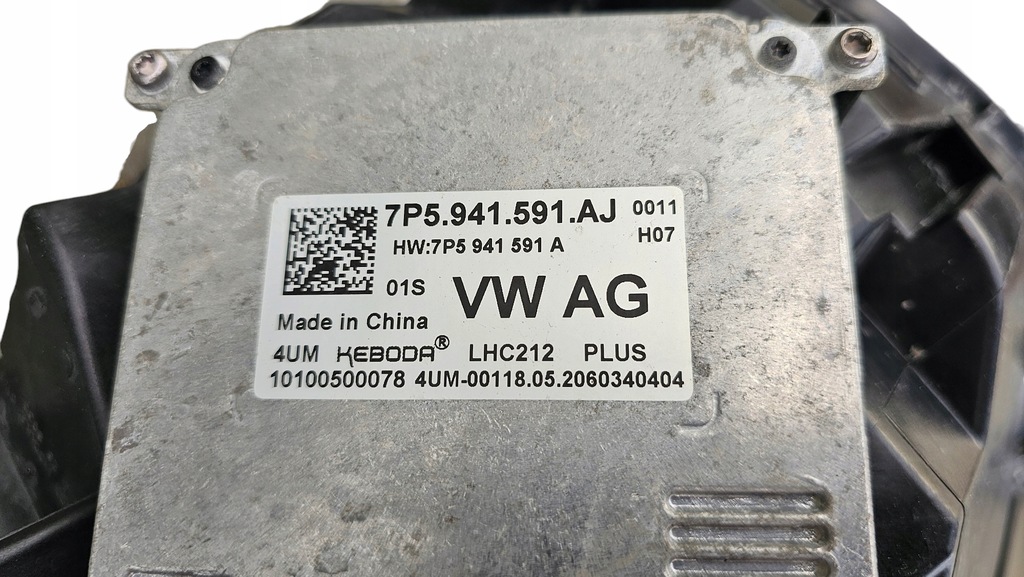 7P5.941.591.AJ 0011
HW:7P5 941 591 A H07
01S VW AG
Made in China
4UM KEBODA® LHC212 PLUS
10100500078 4UM-00118.05.2060340404